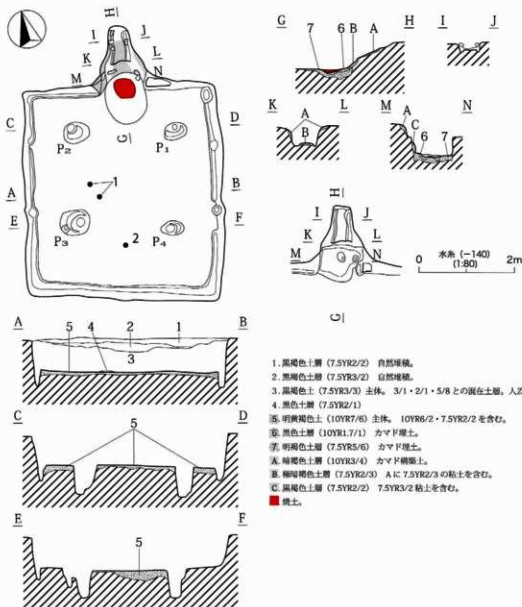 H
I J
K L
M N
C D
P2 P1
G
1
A B
E F
P3 P4
2
A 5 4 2 1 B
3
C 5 D
E F
5
G 7 6 B A H I J
K A L M A N
B C 6 7
H
I J
K L
M N
G
水糸 (-140)
(1:80)
0 2m
1. 黒褐色土層 (7.5YR2/2) 自然堆積。
2. 黒褐色土層 (7.5YR3/2) 自然堆積。
3. 黒褐色土 (7.5YR3/3) 主体。 3/1・2/1・5/8 との混在土層。
4. 黒色土層 (7.5YR2/1)
5. 明黄褐色土 (10YR7/6) 主体。 10YR6/2・7.5YR2/2 を含む。
6. 黒色土層 (10YR1.7/1) カマド埋土。
7. 明褐色土層 (7.5YR5/6) カマド埋土。
A. 暗褐色土層 (10YR3/4) カマド構築土。
B. 極暗褐色土層 (7.5YR2/3) Aに 7.5YR2/3 の粘土を含む。
C. 黒褐色土層 (7.5YR2/2) 7.5YR3/2 粘土を含む。
焼土。